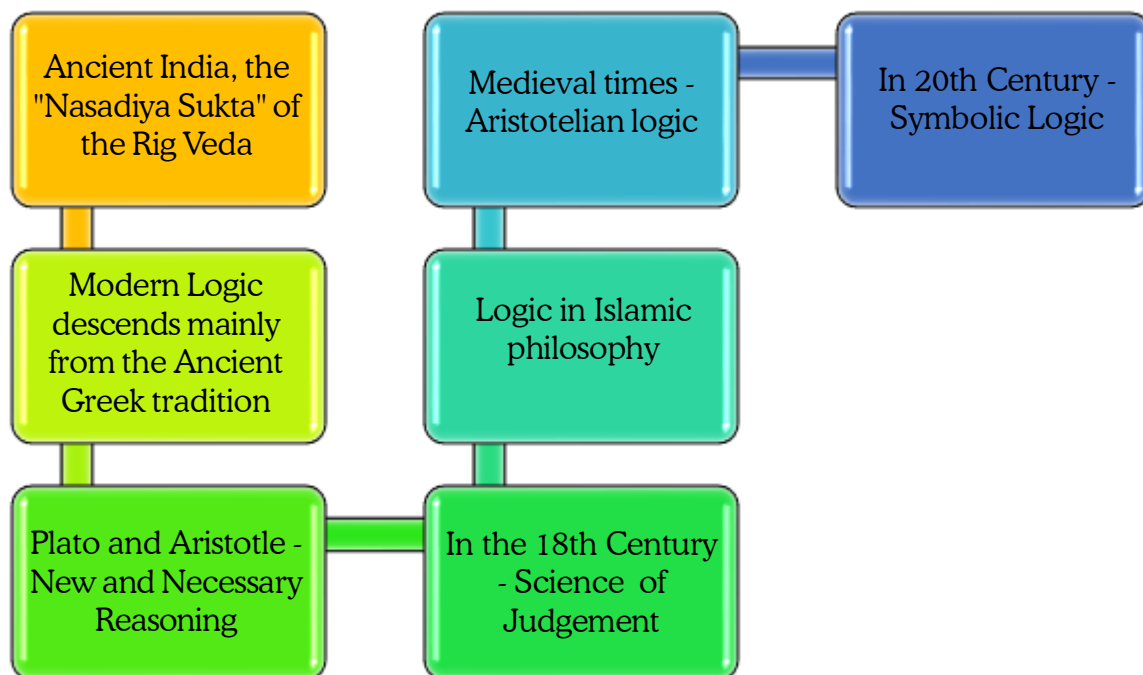 Ancient India, the
"Nasadiya Sukta" of
the Rig Veda
Modern Logic
descends mainly
from the Ancient
Greek tradition
Plato and Aristotle -
New and Necessary
Reasoning
In the 18th Century
- Science of
Judgement
Logic in Islamic
philosophy
Medieval times -
Aristotelian logic
In 20th Century -
Symbolic Logic